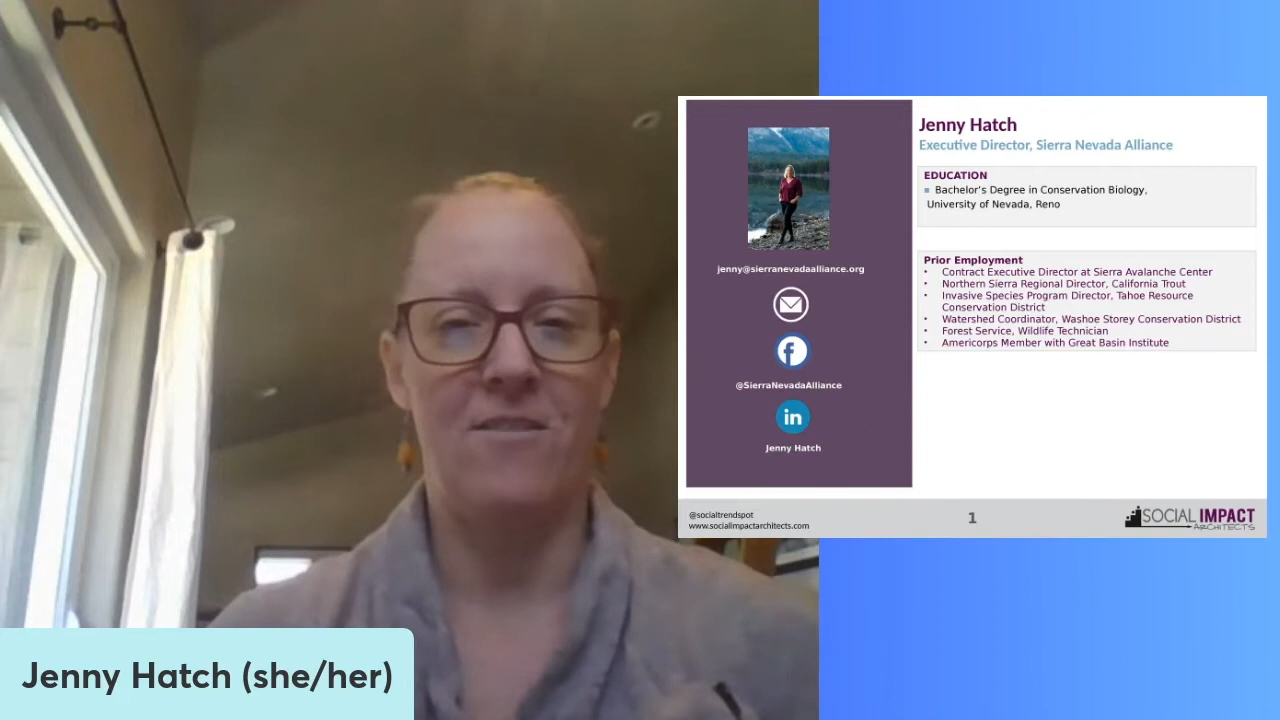 Jenny Hatch
Executive Director, Sierra Nevada Alliance
EDUCATION
Bachelor's Degree in Conservation Biology,
University of Nevada, Reno
jenny@sierranevadaalliance.org
@SierraNevadaAlliance
in
Jenny Hatch
Prior Employment
• Contract Executive Director at Sierra Avalanche Center
• Northern Sierra Regional Director, California Trout
• Invasive Species Program Director, Tahoe Resource
Conservation District
• Watershed Coordinator, Washoe Storey Conservation District
• Forest Service, Wildlife Technician
• Americorps Member with Great Basin Institute
@socialtrendspot
www.socialimpactarchitects.com
1
SOCIAL IMPACT
ARCHITECTS
Jenny Hatch (she/her)